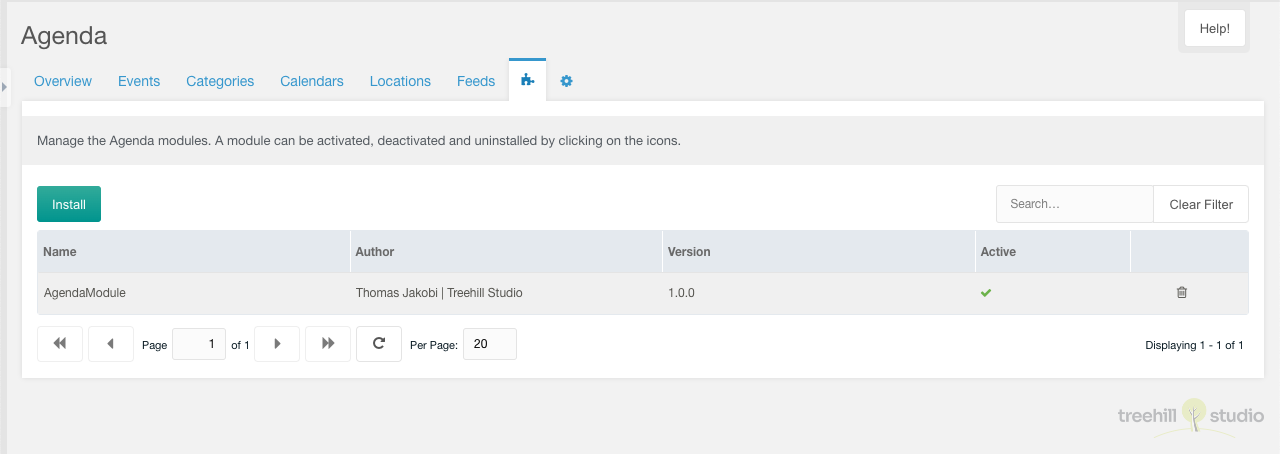 Agenda
Help!
Overview Events Categories Calendars Locations Feeds
Manage the Agenda modules. A module can be activated, deactivated and uninstalled by clicking on the icons.
Install
Search...
Clear Filter
Name Author Version Active
AgendaModule Thomas Jakobi | Treehill Studio 1.0.0
Page 1 of 1 Per Page: 20 Displaying 1 - 1 of 1
treehill studio